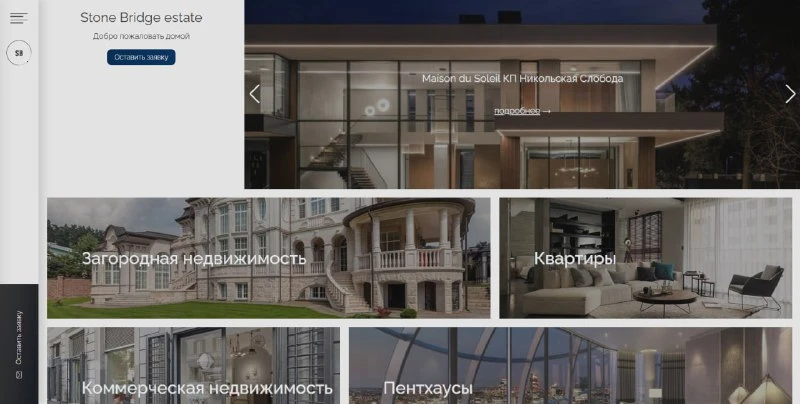 Stone Bridge estate
Добро пожаловать домой
Оставить заявку
SB
Maison du Soleil КП Никольская Слобода
подробнее →
Загородная недвижимость
Квартиры
Коммерческая недвижимость
Пентхаусы
Оставить заявку